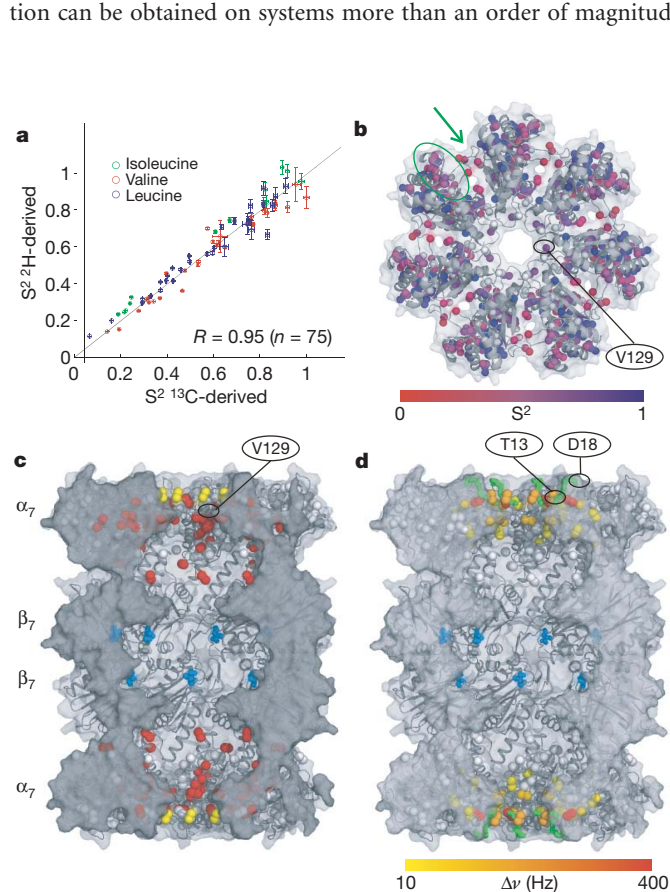 tion can be obtained on systems more than an order of magnitud
a
Isoleucine
Valine
Leucine
S² ²H-derived
1
0.8
0.6
0.4
0.2
0
0
0.2
0.4
0.6
0.8
1
R = 0.95 (n = 75)
S² ¹³C-derived
b
V129
0
S²
1
c
V129
α₇
β₇
β₇
α₇
d
T13
D18
10
Δν (Hz)
400